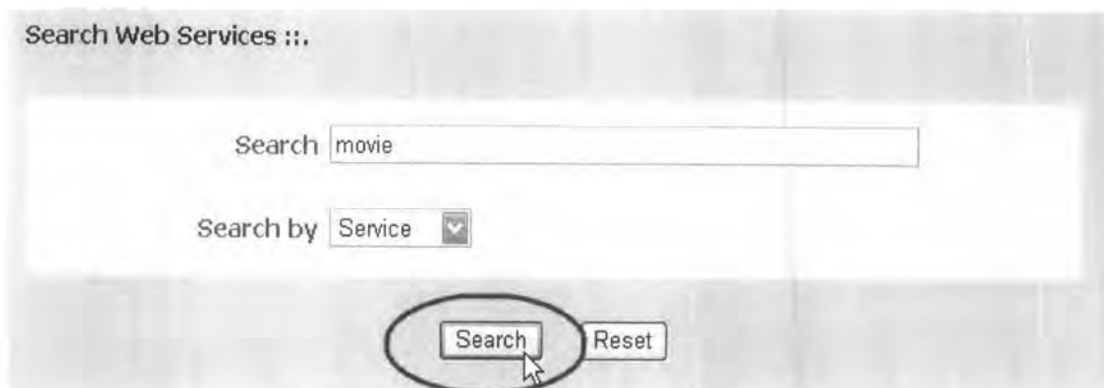 Search Web Services ::.
Search movie
Search by Service
Search Reset